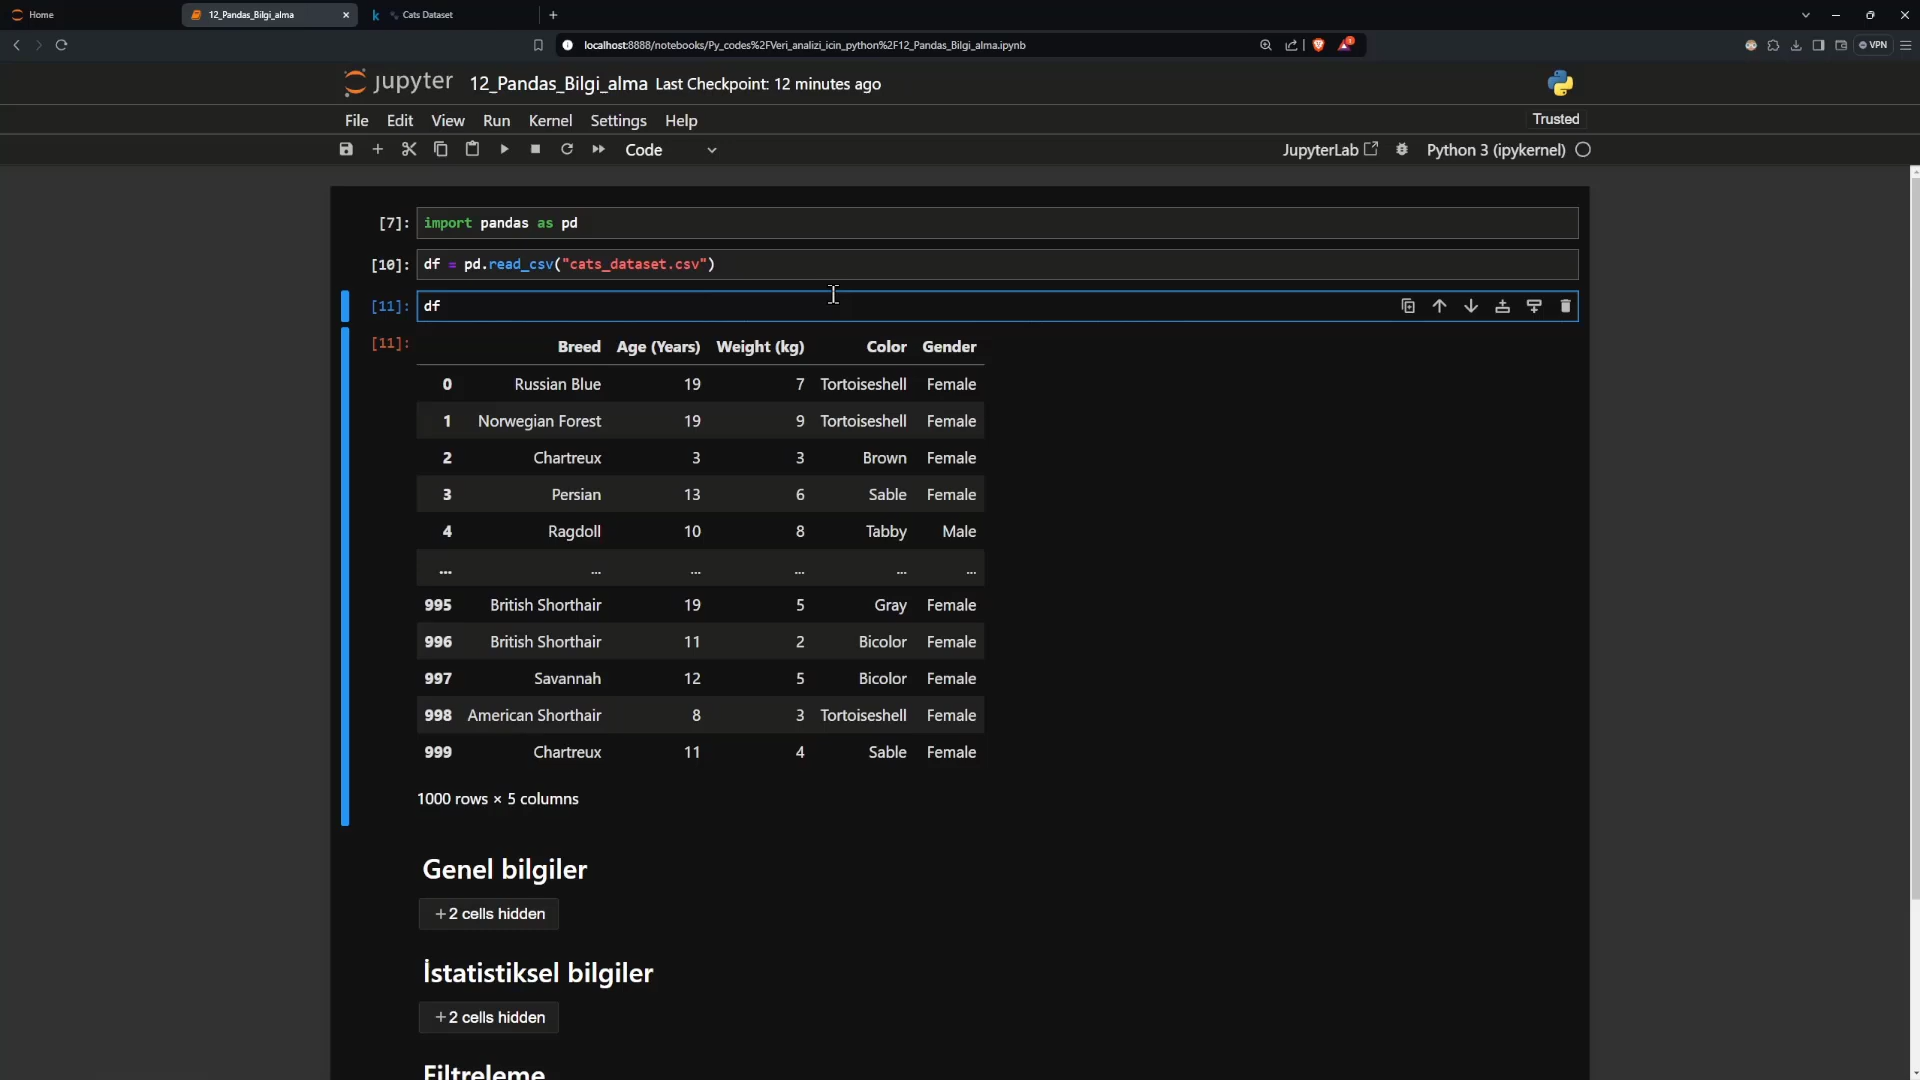 Home
12_Pandas_Bilgi_alma
Cats Dataset
localhost:8888/notebooks/Py_codes%2FVeri_analizi_icin_python%2F12_Pandas_Bilgi_alma.ipynb
VPN
jupyter 12_Pandas_Bilgi_alma Last Checkpoint: 12 minutes ago
File Edit View Run Kernel Settings Help
Trusted
Code
JupyterLab
Python 3 (ipykernel)
[7]: import pandas as pd
[10]: df = pd.read_csv("cats_dataset.csv")
[11]: df
[11]: Breed Age (Years) Weight (kg) Color Gender
0 Russian Blue 19 7 Tortoiseshell Female
1 Norwegian Forest 19 9 Tortoiseshell Female
2 Chartreux 3 3 Brown Female
3 Persian 13 6 Sable Female
4 Ragdoll 10 8 Tabby Male
... ... ... ... ... ...
995 British Shorthair 19 5 Gray Female
996 British Shorthair 11 2 Bicolor Female
997 Savannah 12 5 Bicolor Female
998 American Shorthair 8 3 Tortoiseshell Female
999 Chartreux 11 4 Sable Female
1000 rows × 5 columns
Genel bilgiler
+2 cells hidden
İstatistiksel bilgiler
+2 cells hidden
Filtreleme